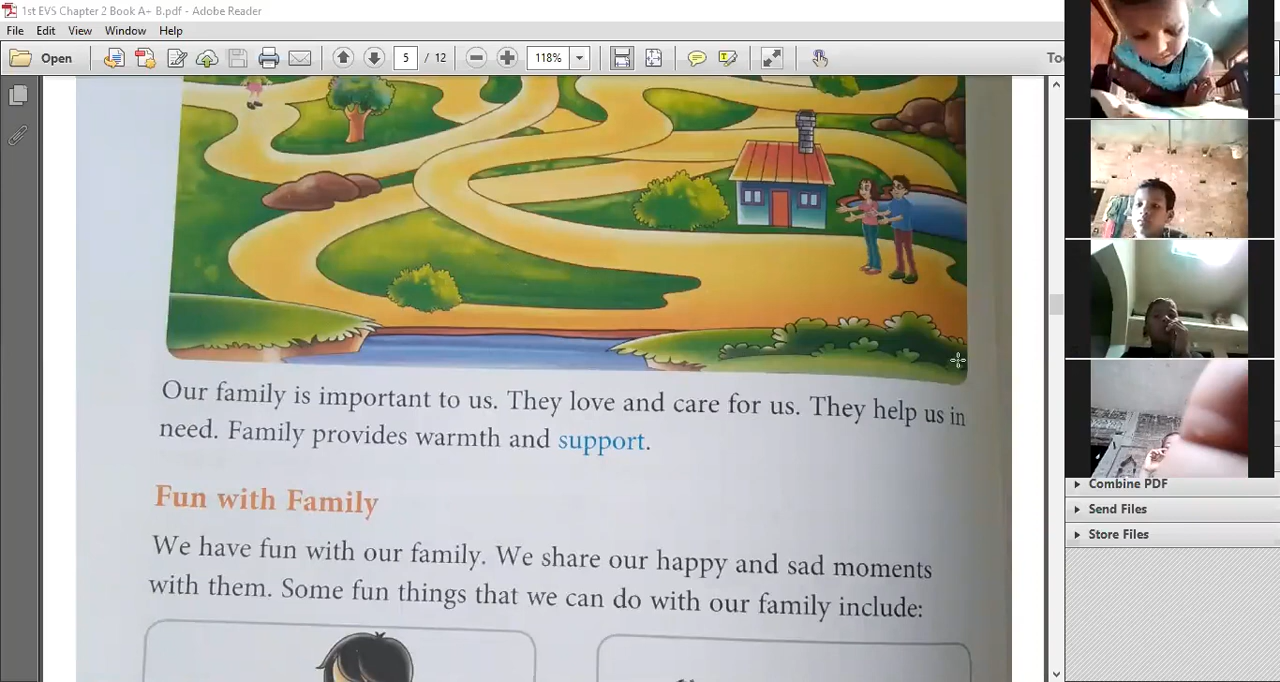 1st EVS Chapter 2 Book A+ B.pdf - Adobe Reader
File Edit View Window Help
Open 5 / 12 118%
Our family is important to us. They love and care for us. They help us in
need. Family provides warmth and support.
Fun with Family
We have fun with our family. We share our happy and sad moments
with them. Some fun things that we can do with our family include:
Combine PDF
Send Files
Store Files